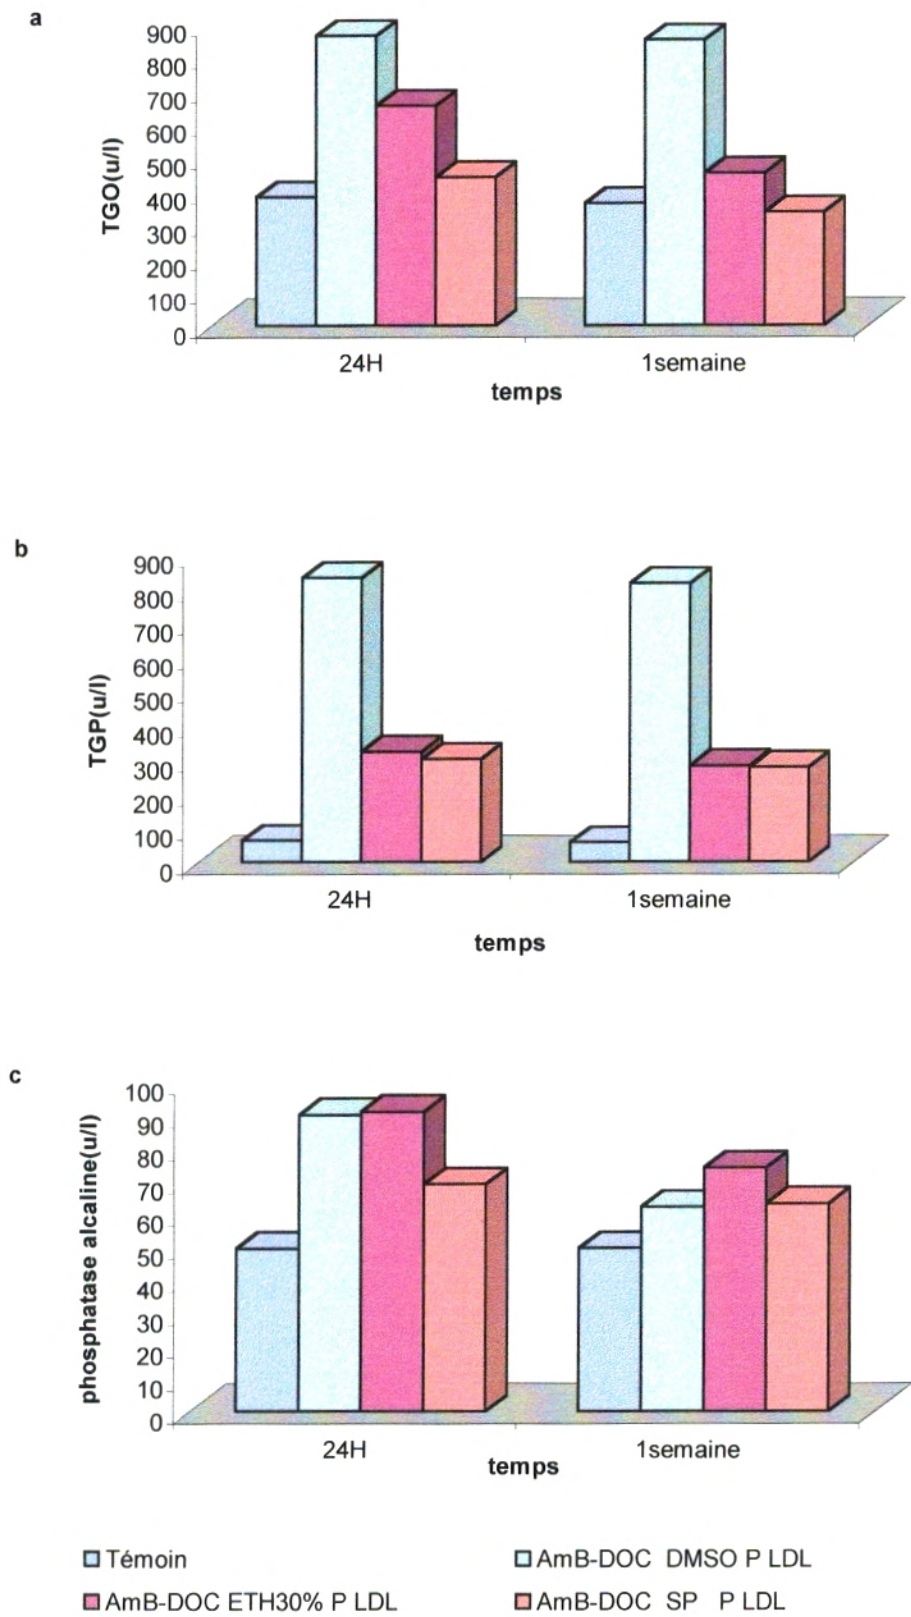 a
TGO(u/l)
900
800
700
600
500
400
300
200
100
0
24H 1semaine
temps
b
TGP(u/l)
900
800
700
600
500
400
300
200
100
0
24H 1semaine
temps
c
phosphatase alcaline(u/l)
100
90
80
70
60
50
40
30
20
10
0
24H 1semaine
temps
Témoin AmB-DOC DMSO P LDL
AmB-DOC ETH30% P LDL AmB-DOC SP P LDL